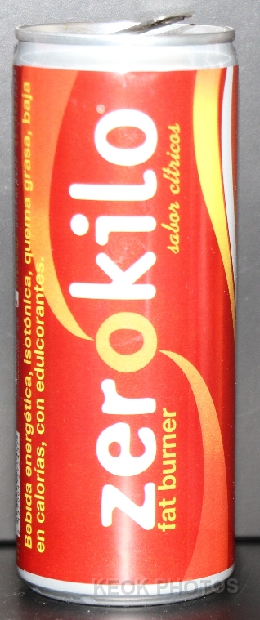 Bebida energética, isotónica, quema grasa, baja
en calorías, con edulcorantes.
zerokilo®
sabor cítricos
fat burner
KEOK PHOTOS